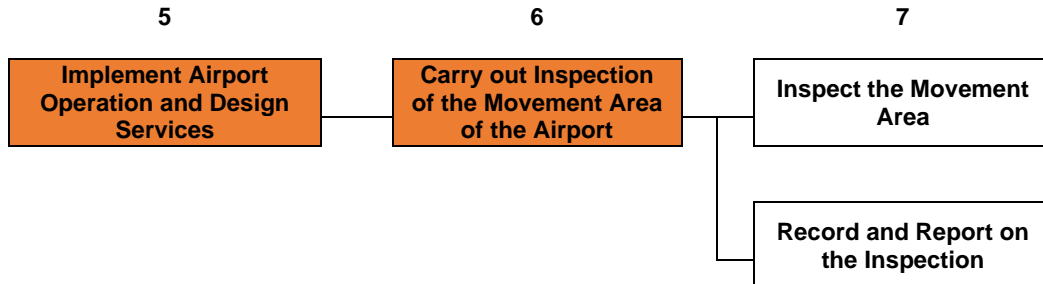 5
6
7
Implement Airport
Operation and Design
Services
Carry out Inspection
of the Movement Area
of the Airport
Inspect the Movement
Area
Record and Report on
the Inspection